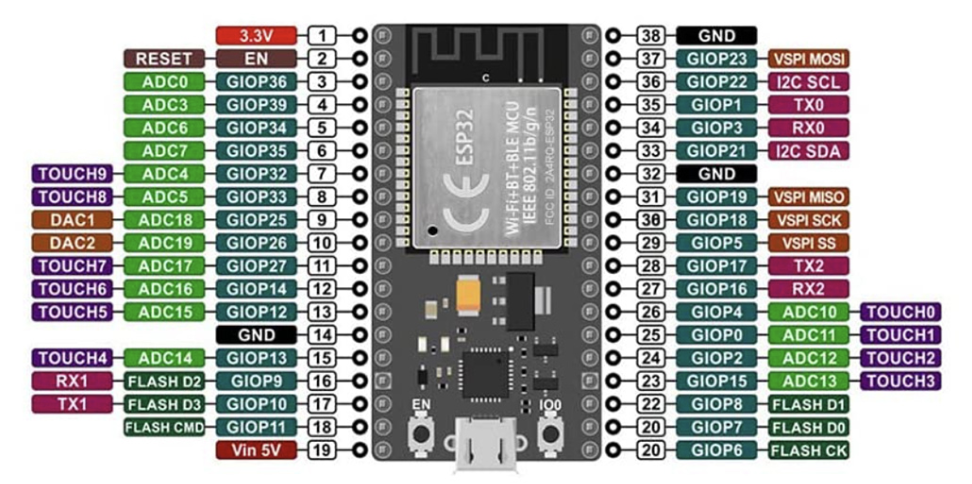 3.3V 1 38 GND
RESET EN 2 37 GIOP23 VSPI MOSI
ADC0 GIOP36 3 36 GIOP22 I2C SCL
ADC3 GIOP39 4 35 GIOP1 TX0
ADC6 GIOP34 5 34 GIOP3 RX0
ADC7 GIOP35 6 33 GIOP21 I2C SDA
TOUCH9 ADC4 GIOP32 7 32 GND
TOUCH8 ADC5 GIOP33 8 31 GIOP19 VSPI MISO
DAC1 ADC18 GIOP25 9 30 GIOP18 VSPI SCK
DAC2 ADC19 GIOP26 10 29 GIOP5 VSPI SS
TOUCH7 ADC17 GIOP27 11 28 GIOP17 TX2
TOUCH6 ADC16 GIOP14 12 27 GIOP16 RX2
TOUCH5 ADC15 GIOP12 13 26 GIOP4 ADC10 TOUCH0
GND 14 25 GIOP0 ADC11 TOUCH1
TOUCH4 ADC14 GIOP13 15 24 GIOP2 ADC12 TOUCH2
RX1 FLASH D2 GIOP9 16 23 GIOP15 ADC13 TOUCH3
TX1 FLASH D3 GIOP10 17 22 GIOP8 FLASH D1
FLASH CMD GIOP11 18 20 GIOP7 FLASH D0
Vin 5V 19 20 GIOP6 FLASH CK
C
CE ESP32
Wi-Fi+BT+BLE MCU
IEEE 802.11b/g/n
FCC ID 2A4RQ-ESP32
EN IO0